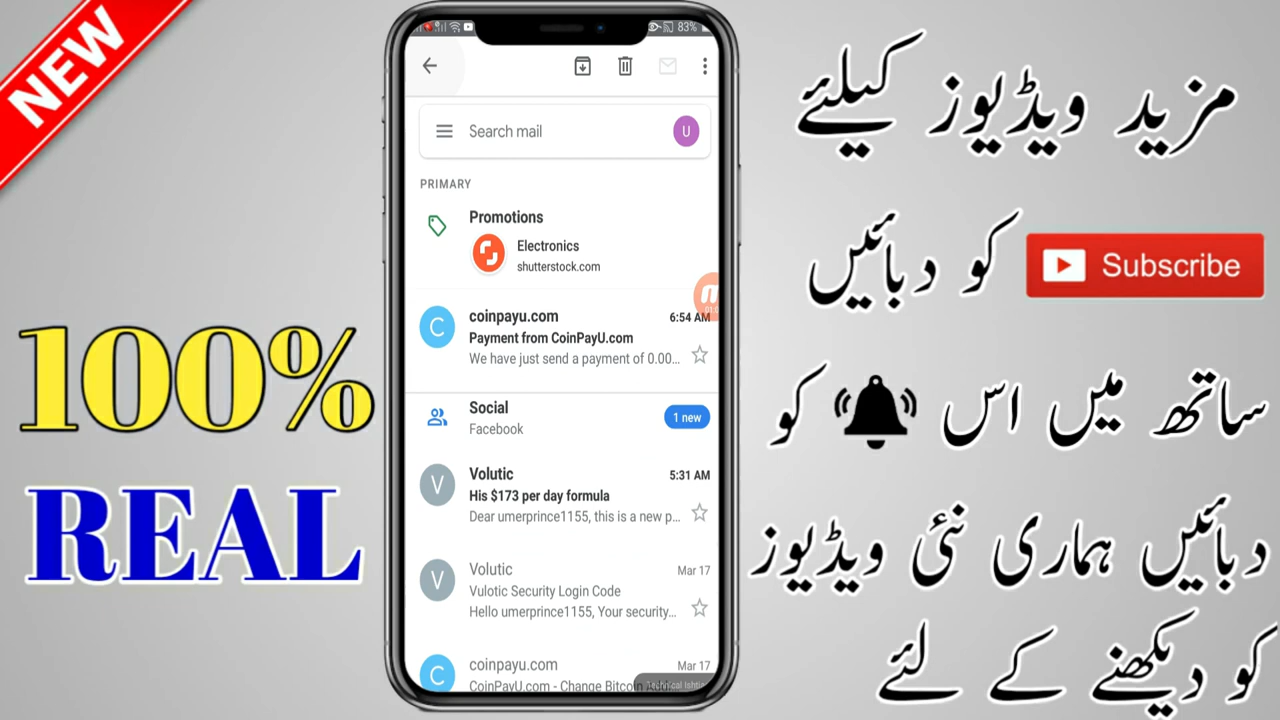 NEW
100%
REAL
83%
Search mail
U
PRIMARY
Promotions
Electronics
shutterstock.com
C
coinpayu.com
6:54 AM
Payment from CoinPayU.com
We have just send a payment of 0.00...
Social
1 new
Facebook
V
Volutic
5:31 AM
His $173 per day formula
Dear umerprince1155, this is a new p...
V
Volutic
Mar 17
Vulotic Security Login Code
Hello umerprince1155, Your security...
C
coinpayu.com
Mar 17
CoinPayU.com - Change Bitcoin
Technical Ishtiaq
مزید ویڈیوز کیلئے
Subscribe کو دبائیں
ساتھ میں اس کو
دبائیں ہماری نئی ویڈیوز
کو دیکھنے کے لئے